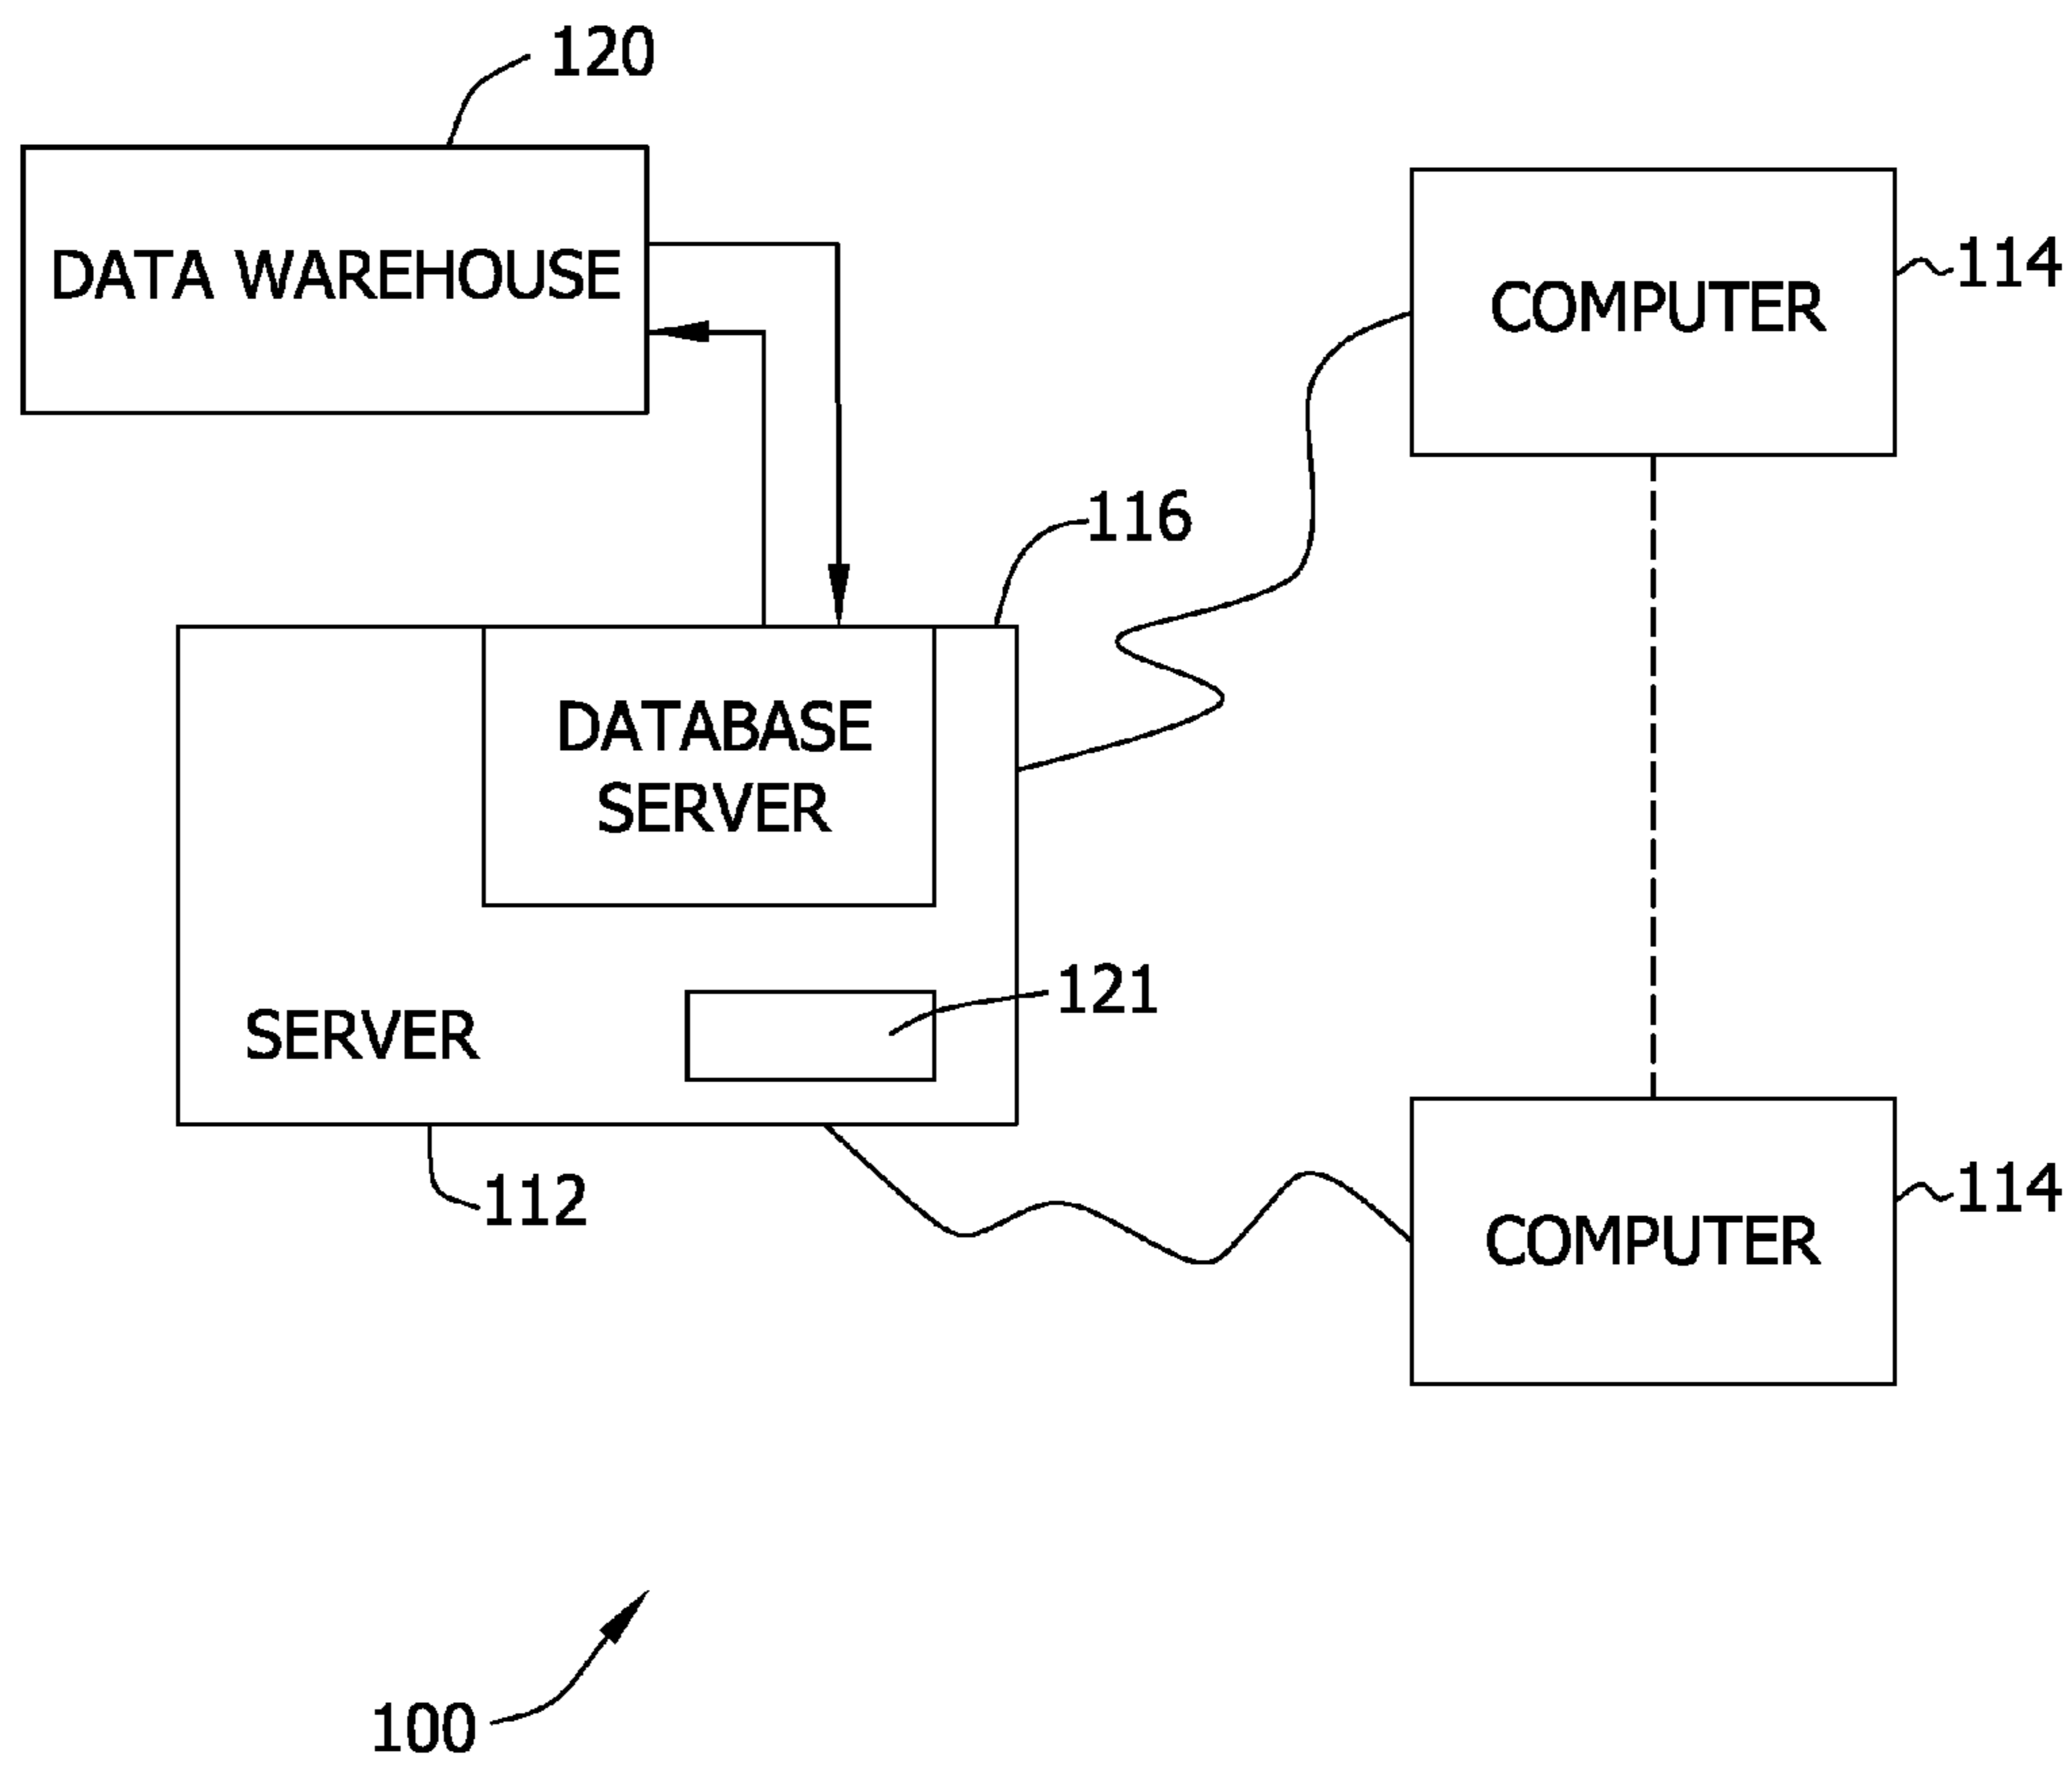 120
DATA WAREHOUSE
COMPUTER
114
116
DATABASE
SERVER
121
SERVER
112
COMPUTER
114
100